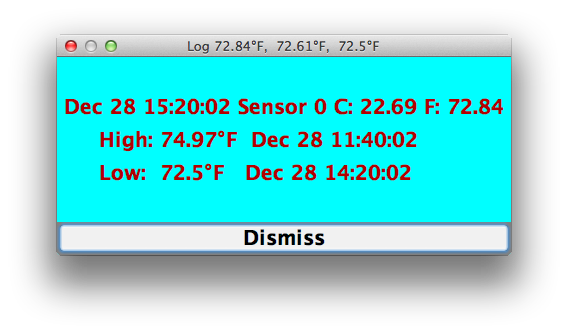 Log 72.84°F,  72.61°F,  72.5°F
Dec 28 15:20:02 Sensor 0 C: 22.69 F: 72.84
High: 74.97°F  Dec 28 11:40:02
Low:  72.5°F   Dec 28 14:20:02
Dismiss